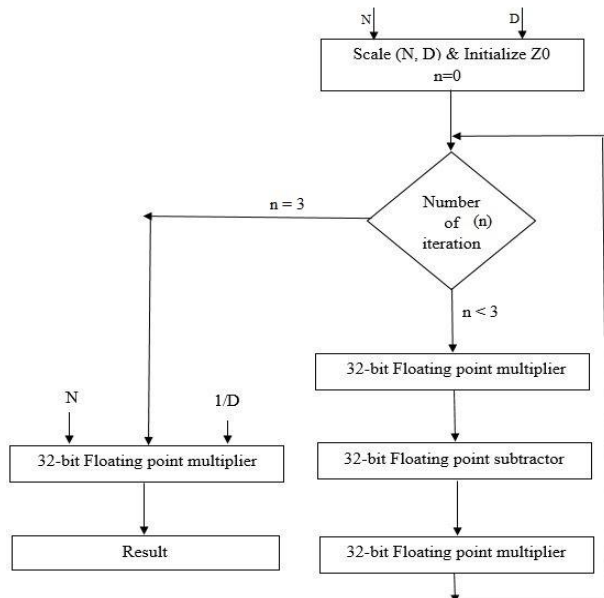 N
D
Scale (N, D) & Initialize Z0
n=0
n = 3
Number
of (n)
iteration
n < 3
32-bit Floating point multiplier
N
1/D
32-bit Floating point multiplier
32-bit Floating point subtractor
Result
32-bit Floating point multiplier